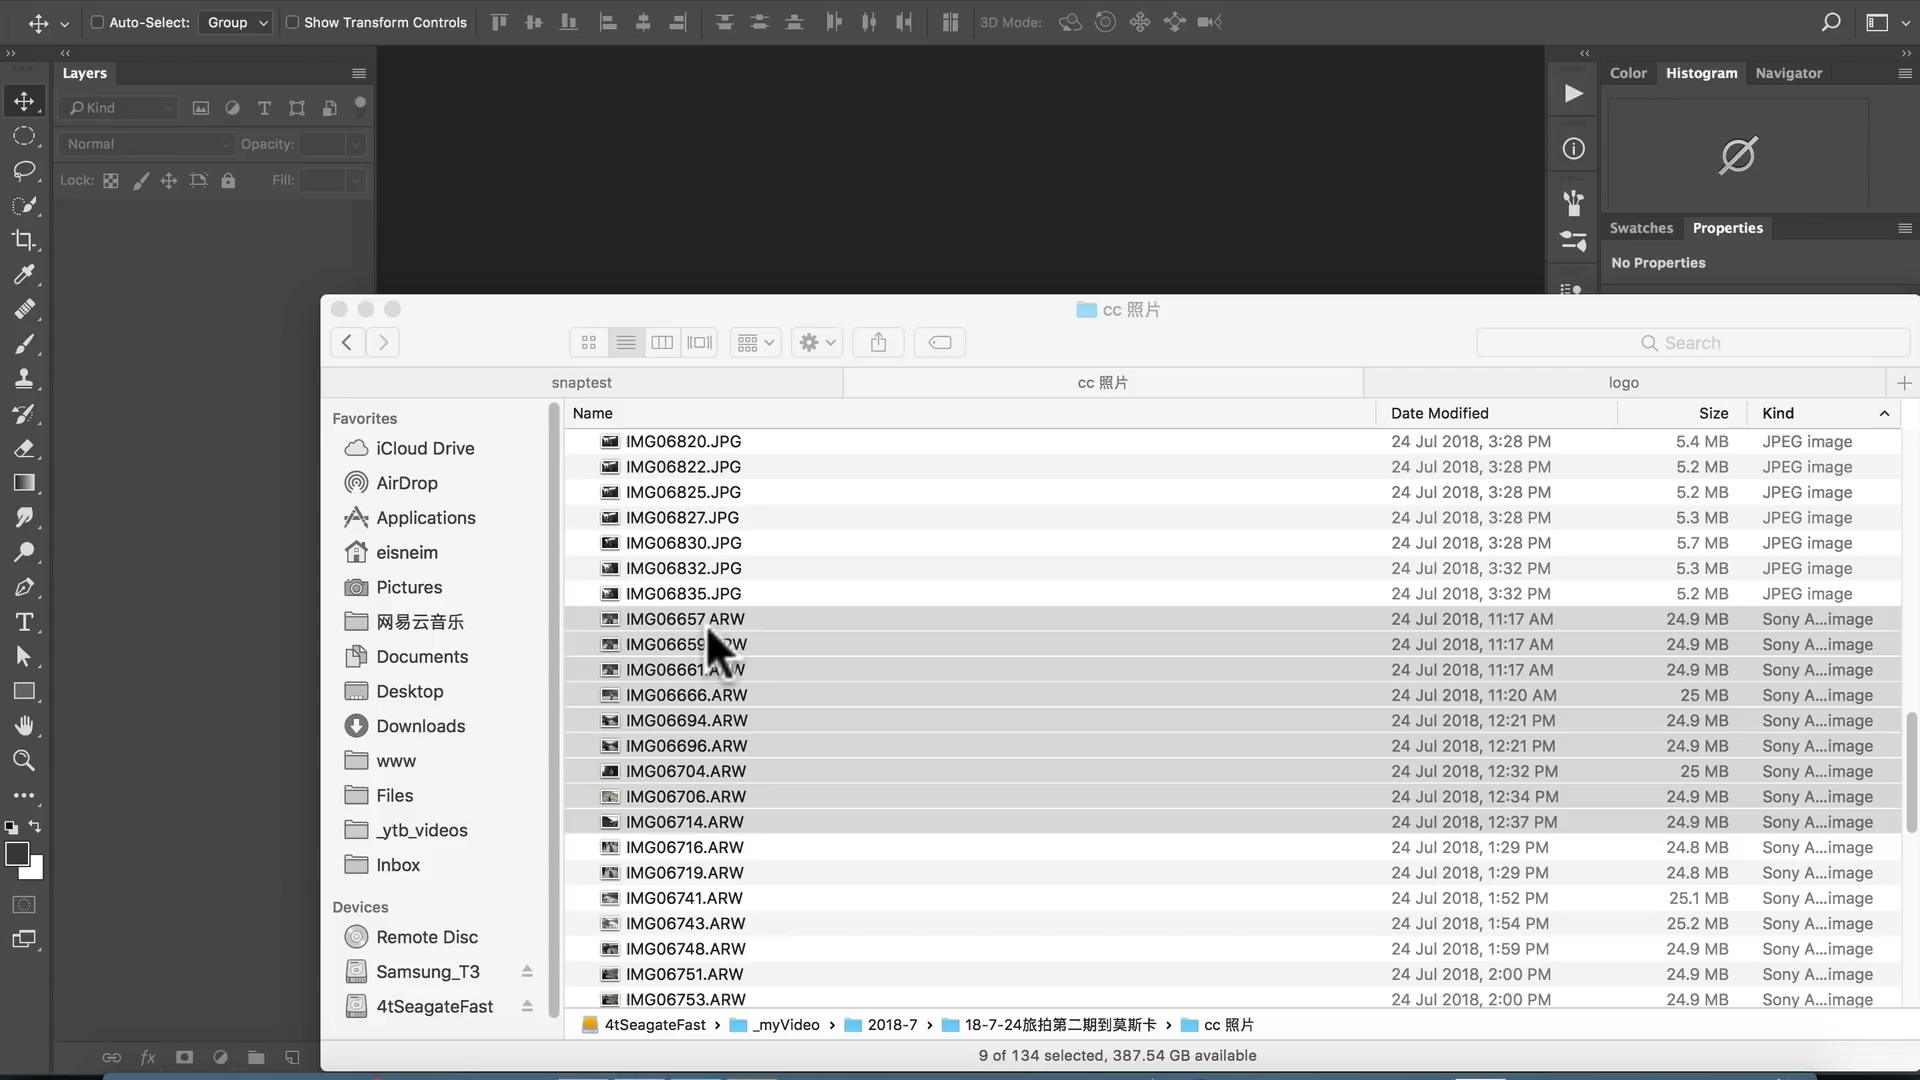 Auto-Select: Group Show Transform Controls 3D Mode:
Layers
Kind
Normal Opacity:
Lock: Fill:
Color Histogram Navigator
Swatches Properties
No Properties
cc 照片
Search
snaptest cc 照片 logo
Favorites
iCloud Drive
AirDrop
Applications
eisneim
Pictures
网易云音乐
Documents
Desktop
Downloads
www
Files
_ytb_videos
Inbox
Devices
Remote Disc
Samsung_T3
4tSeagateFast
Name Date Modified Size Kind
IMG06820.JPG 24 Jul 2018, 3:28 PM 5.4 MB JPEG image
IMG06822.JPG 24 Jul 2018, 3:28 PM 5.2 MB JPEG image
IMG06825.JPG 24 Jul 2018, 3:28 PM 5.2 MB JPEG image
IMG06827.JPG 24 Jul 2018, 3:28 PM 5.3 MB JPEG image
IMG06830.JPG 24 Jul 2018, 3:28 PM 5.7 MB JPEG image
IMG06832.JPG 24 Jul 2018, 3:32 PM 5.3 MB JPEG image
IMG06835.JPG 24 Jul 2018, 3:32 PM 5.2 MB JPEG image
IMG06657.ARW 24 Jul 2018, 11:17 AM 24.9 MB Sony A...image
IMG06659.ARW 24 Jul 2018, 11:17 AM 24.9 MB Sony A...image
IMG06661.ARW 24 Jul 2018, 11:17 AM 24.9 MB Sony A...image
IMG06666.ARW 24 Jul 2018, 11:20 AM 25 MB Sony A...image
IMG06694.ARW 24 Jul 2018, 12:21 PM 24.9 MB Sony A...image
IMG06696.ARW 24 Jul 2018, 12:21 PM 24.9 MB Sony A...image
IMG06704.ARW 24 Jul 2018, 12:32 PM 25 MB Sony A...image
IMG06706.ARW 24 Jul 2018, 12:34 PM 24.9 MB Sony A...image
IMG06714.ARW 24 Jul 2018, 12:37 PM 24.9 MB Sony A...image
IMG06716.ARW 24 Jul 2018, 1:29 PM 24.8 MB Sony A...image
IMG06719.ARW 24 Jul 2018, 1:29 PM 24.8 MB Sony A...image
IMG06741.ARW 24 Jul 2018, 1:52 PM 25.1 MB Sony A...image
IMG06743.ARW 24 Jul 2018, 1:54 PM 25.2 MB Sony A...image
IMG06748.ARW 24 Jul 2018, 1:59 PM 24.9 MB Sony A...image
IMG06751.ARW 24 Jul 2018, 2:00 PM 24.9 MB Sony A...image
IMG06753.ARW 24 Jul 2018, 2:00 PM 24.9 MB Sony A...image
4tSeagateFast › _myVideo › 2018-7 › 18-7-24旅拍第二期到莫斯卡 › cc 照片
9 of 134 selected, 387.54 GB available
fx